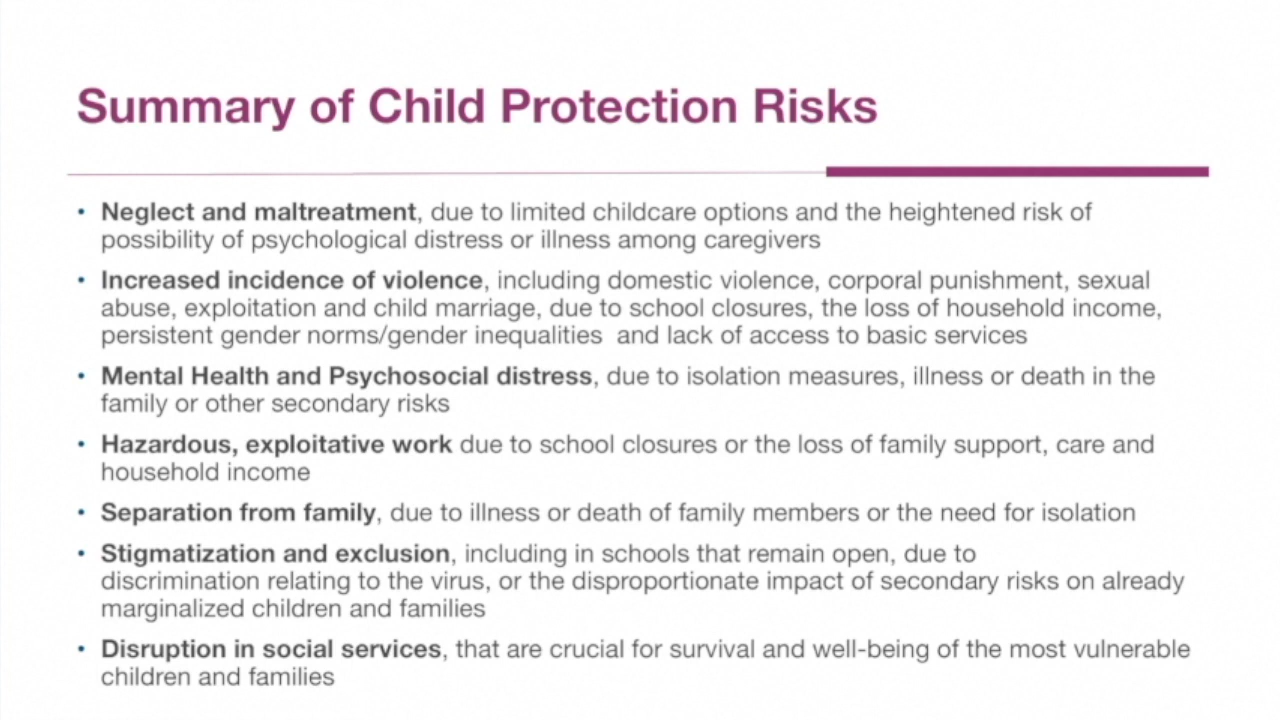 Summary of Child Protection Risks
• Neglect and maltreatment, due to limited childcare options and the heightened risk of
possibility of psychological distress or illness among caregivers
• Increased incidence of violence, including domestic violence, corporal punishment, sexual
abuse, exploitation and child marriage, due to school closures, the loss of household income,
persistent gender norms/gender inequalities  and lack of access to basic services
• Mental Health and Psychosocial distress, due to isolation measures, illness or death in the
family or other secondary risks
• Hazardous, exploitative work due to school closures or the loss of family support, care and
household income
• Separation from family, due to illness or death of family members or the need for isolation
• Stigmatization and exclusion, including in schools that remain open, due to
discrimination relating to the virus, or the disproportionate impact of secondary risks on already
marginalized children and families
• Disruption in social services, that are crucial for survival and well-being of the most vulnerable
children and families